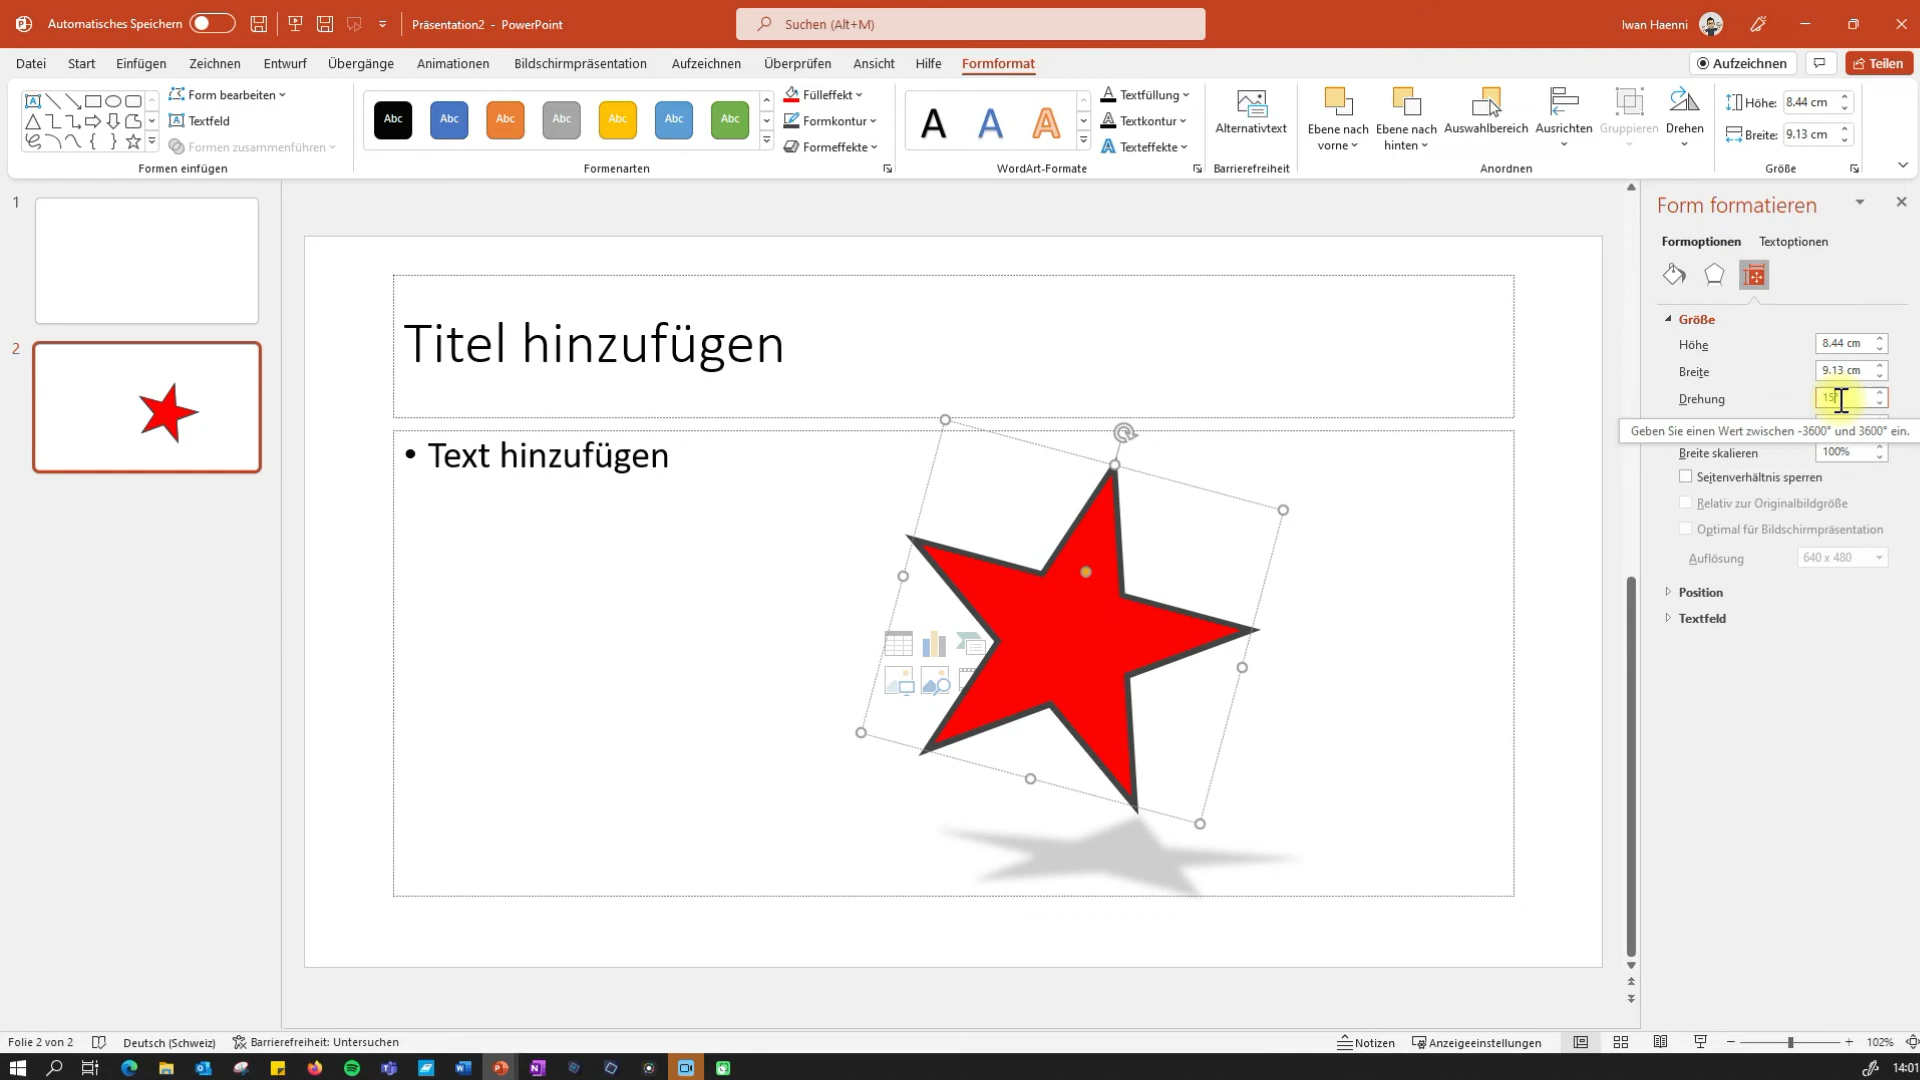 Automatisches Speichern
Präsentation2 - PowerPoint
Suchen (Alt+M)
Iwan Haenni
Datei Start Einfügen Zeichnen Entwurf Übergänge Animationen Bildschirmpräsentation Aufzeichnen Überprüfen Ansicht Hilfe Formformat
Aufzeichnen
Teilen
Form bearbeiten
Textfeld
Formen zusammenführen
Formen einfügen
Abc Abc Abc Abc Abc Abc Abc
Fülleffekt
Formkontur
Formeffekte
Formenarten
A A A
Textfüllung
Textkontur
Texteffekte
WordArt-Formate
Alternativtext
Barrierefreiheit
Ebene nach vorne
Ebene nach hinten
Auswahlbereich
Ausrichten
Gruppieren
Drehen
Anordnen
Höhe: 8.44 cm
Breite: 9.13 cm
Größe
1
2
Titel hinzufügen
• Text hinzufügen
Form formatieren
Formoptionen Textoptionen
Größe
Höhe 8.44 cm
Breite 9.13 cm
Drehung 15°
Geben Sie einen Wert zwischen -3600° und 3600° ein.
Breite skalieren 100%
Seitenverhältnis sperren
Relativ zur Originalbildgröße
Optimal für Bildschirmpräsentation
Auflösung 640 x 480
Position
Textfeld
Folie 2 von 2
Deutsch (Schweiz)
Barrierefreiheit: Untersuchen
Notizen
Anzeigeeinstellungen
102%
14:01